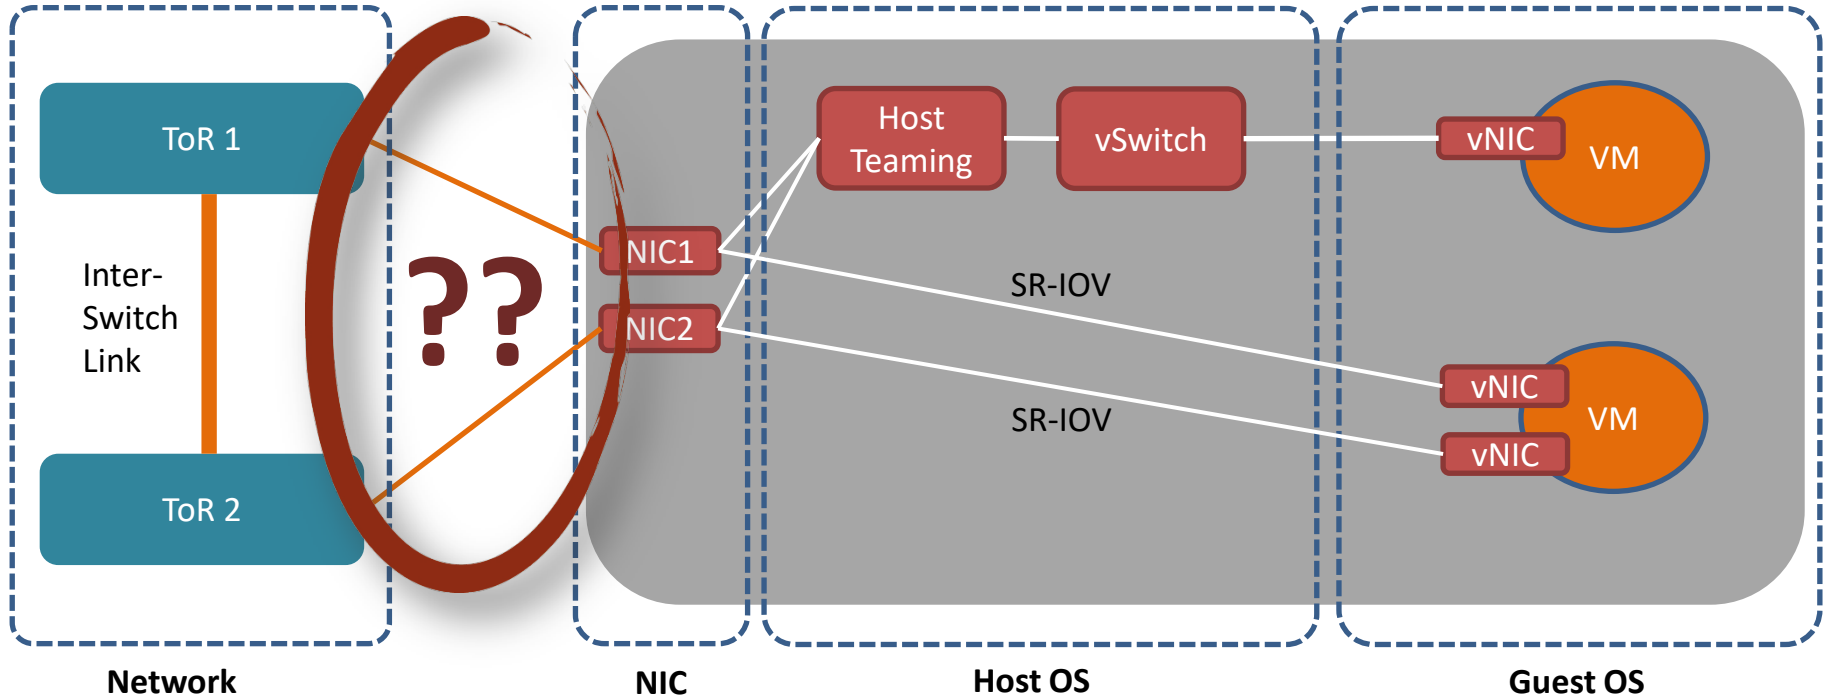 ToR 1
Inter-
Switch
Link
ToR 2
??
NIC1
NIC2
Host
Teaming
vSwitch
SR-IOV
SR-IOV
vNIC
VM
vNIC
VM
vNIC
Network
NIC
Host OS
Guest OS